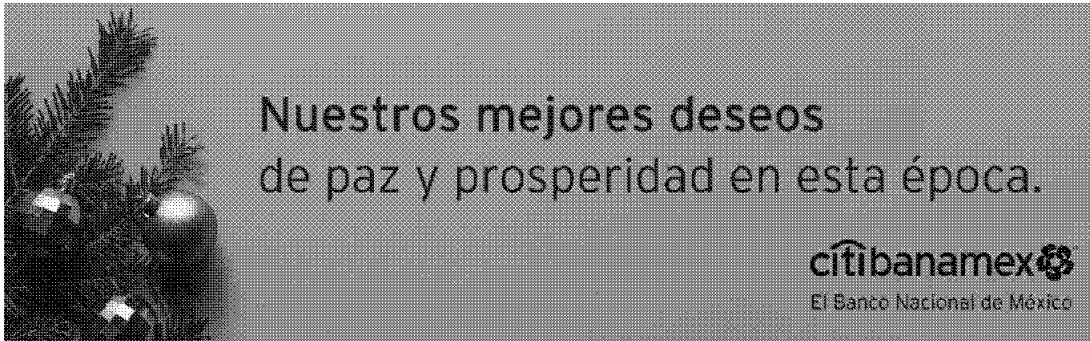 Nuestros mejores deseos
de paz y prosperidad en esta época.
citibanamex
El Banco Nacional de México